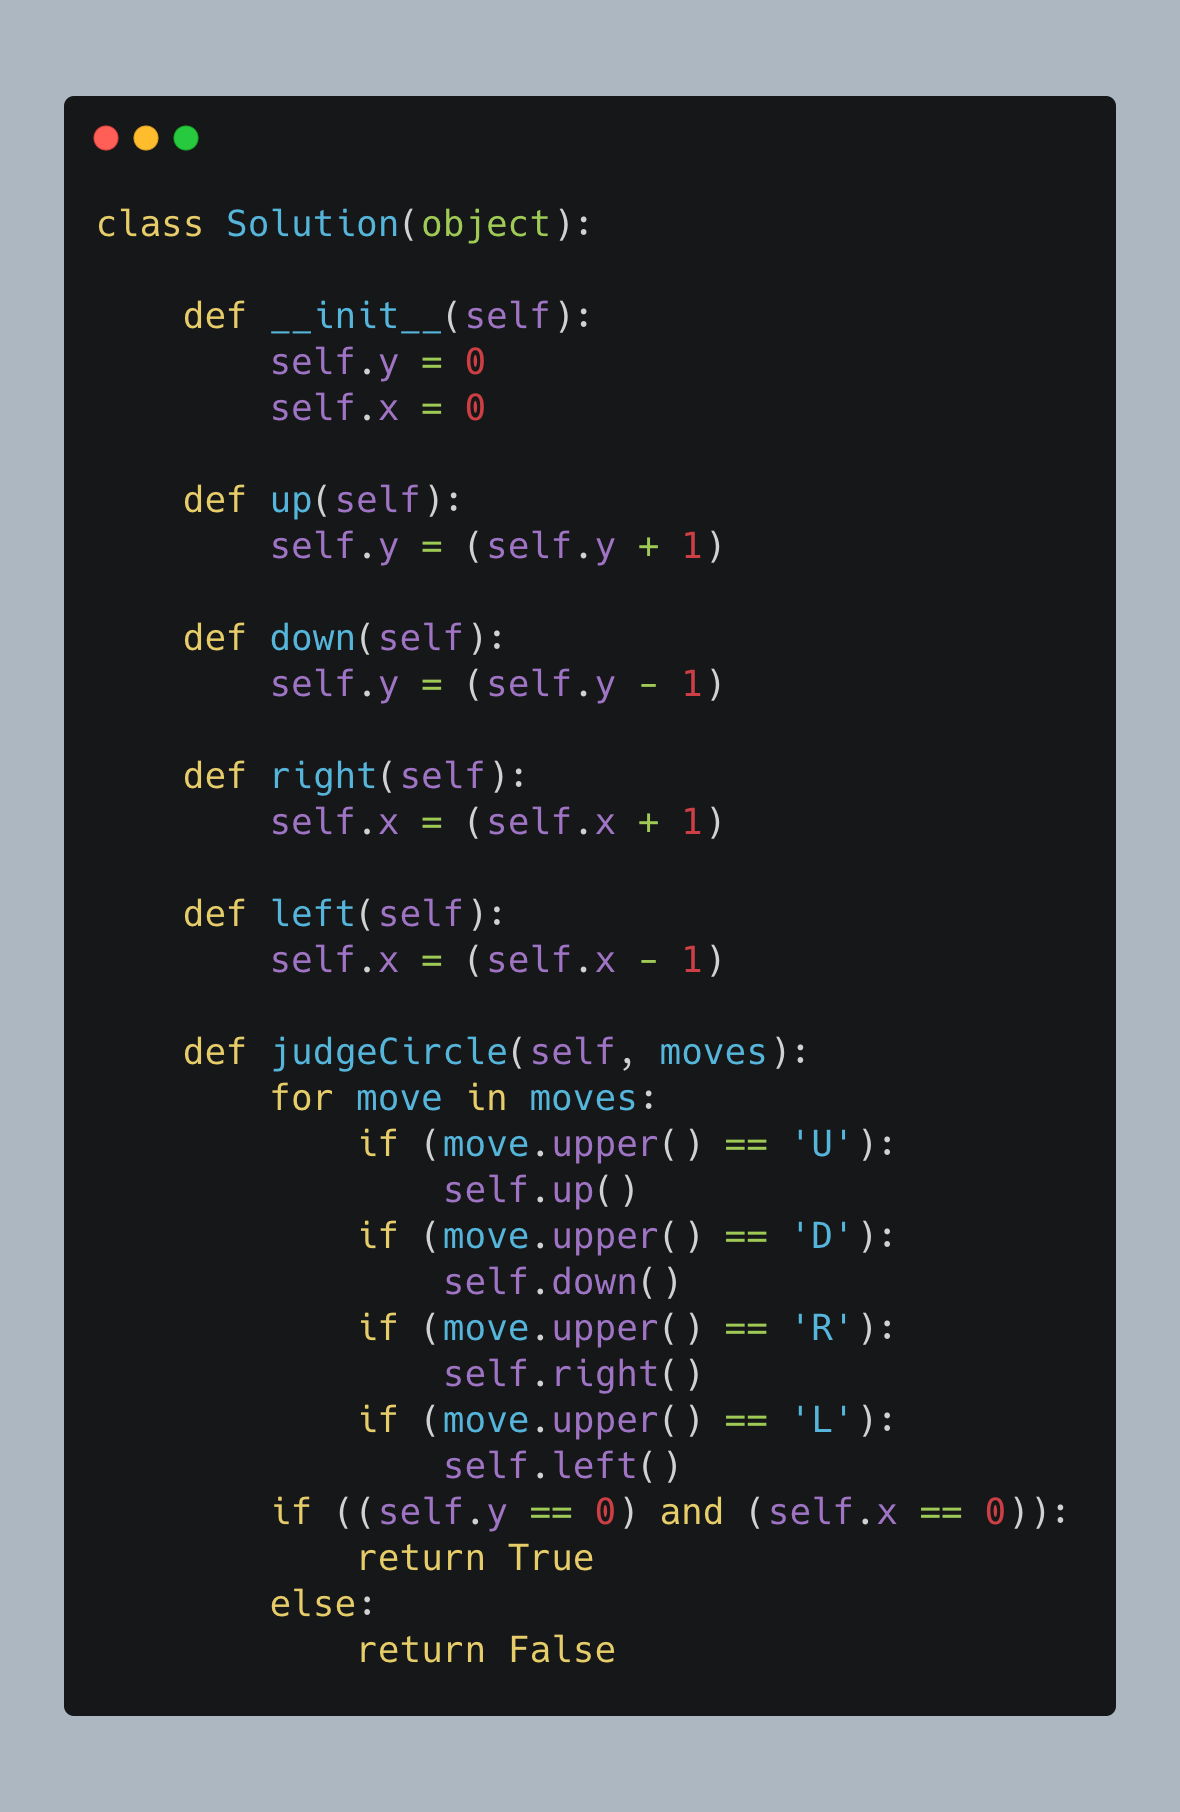 class Solution(object):

    def __init__(self):
        self.y = 0
        self.x = 0

    def up(self):
        self.y = (self.y + 1)

    def down(self):
        self.y = (self.y - 1)

    def right(self):
        self.x = (self.x + 1)

    def left(self):
        self.x = (self.x - 1)

    def judgeCircle(self, moves):
        for move in moves:
            if (move.upper() == 'U'):
                self.up()
            if (move.upper() == 'D'):
                self.down()
            if (move.upper() == 'R'):
                self.right()
            if (move.upper() == 'L'):
                self.left()
        if ((self.y == 0) and (self.x == 0)):
            return True
        else:
            return False